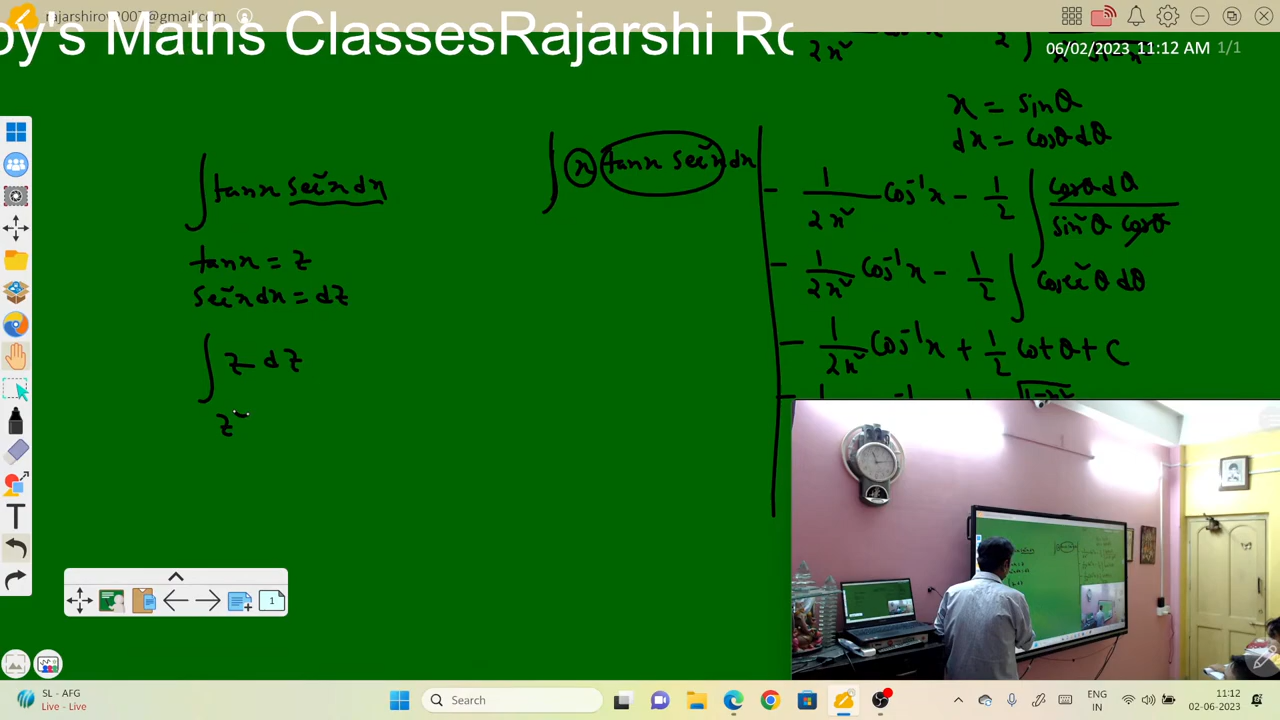 rajarshiroy2007@gmail.com
oy's Maths ClassesRajarshi Ro
06/02/2023 11:12 AM 1/1
∫ tanx sec²x dx
tanx = z
sec²x dx = dz
∫ z dz
z²
∫ x tanx sec²x dx
x = sinθ
dx = cosθ dθ
- 1/2x² cos⁻¹x - 1/2 ∫ cosθ dθ / sin²θ cosθ
- 1/2x² cos⁻¹x - 1/2 ∫ cosec²θ dθ
- 1/2x² cos⁻¹x + 1/2 cotθ + C
T
1
SL - AFG
Live - Live
Search
ENG
IN
11:12
02-06-2023